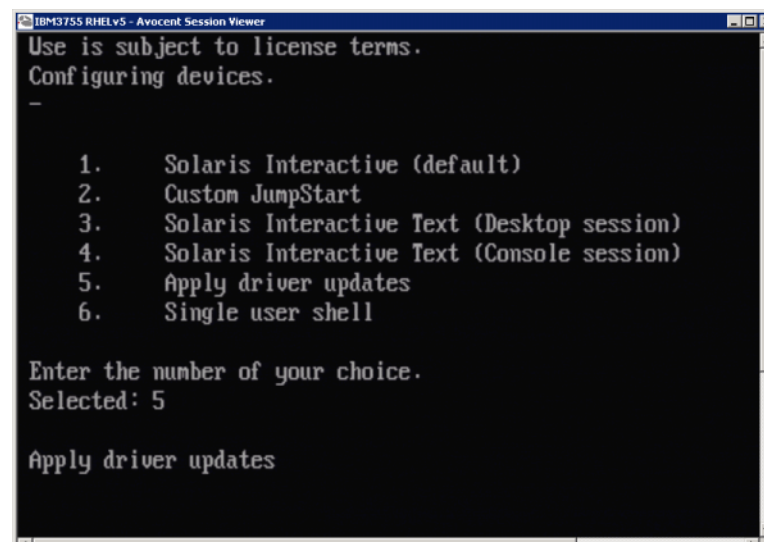 IBM3755 RHELv5 - Avocent Session Viewer
Use is subject to license terms.
Configuring devices.
1. Solaris Interactive (default)
2. Custom JumpStart
3. Solaris Interactive Text (Desktop session)
4. Solaris Interactive Text (Console session)
5. Apply driver updates
6. Single user shell
Enter the number of your choice.
Selected: 5
Apply driver updates